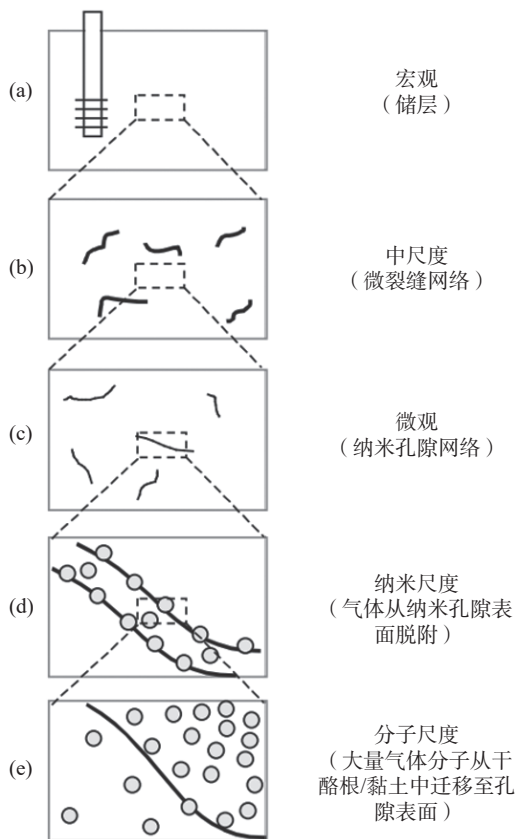 (a)
宏观
（储层）
(b)
中尺度
（微裂缝网络）
(c)
微观
（纳米孔隙网络）
(d)
纳米尺度
（气体从纳米孔隙表
面脱附）
(e)
分子尺度
（大量气体分子从干
酪根/黏土中迁移至孔
隙表面）